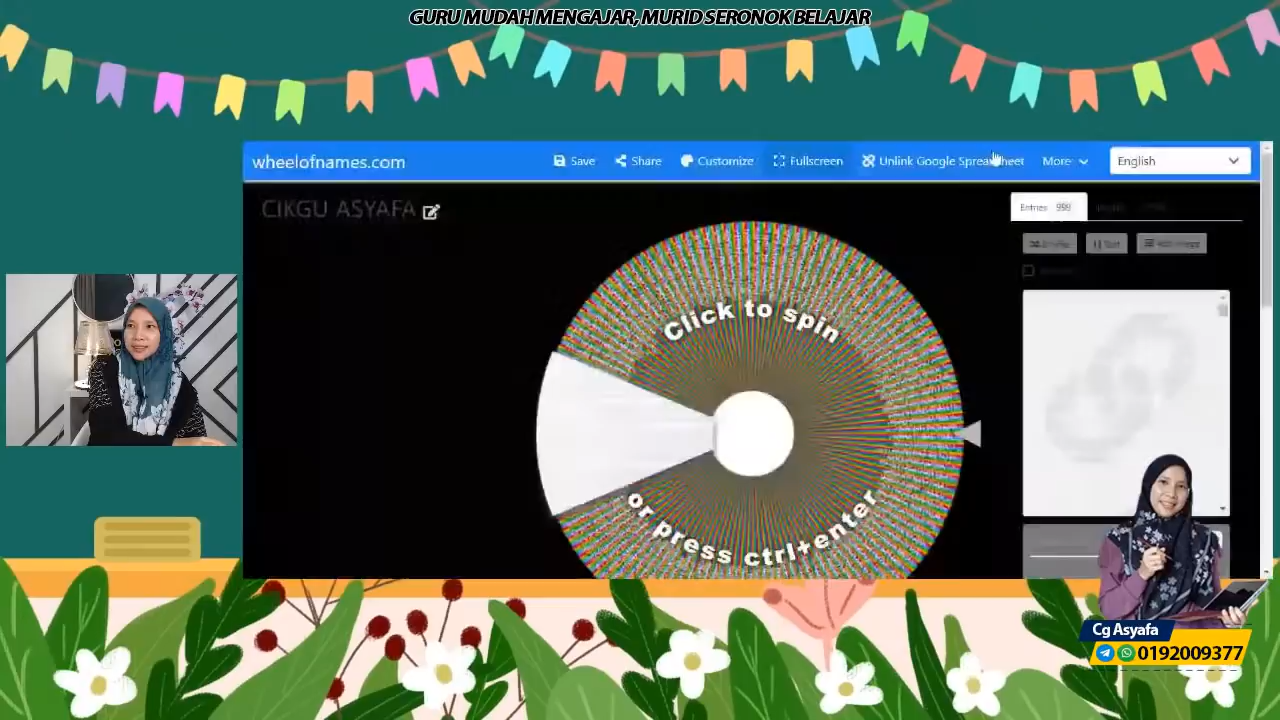 GURU MUDAH MENGAJAR, MURID SERONOK BELAJAR
wheelofnames.com
Save
Share
Customize
Fullscreen
Unlink Google Spreadsheet
More
English
CIKGU ASYAFA
Entries 999
Click to spin
or press ctrl+enter
Cg Asyafa
0192009377